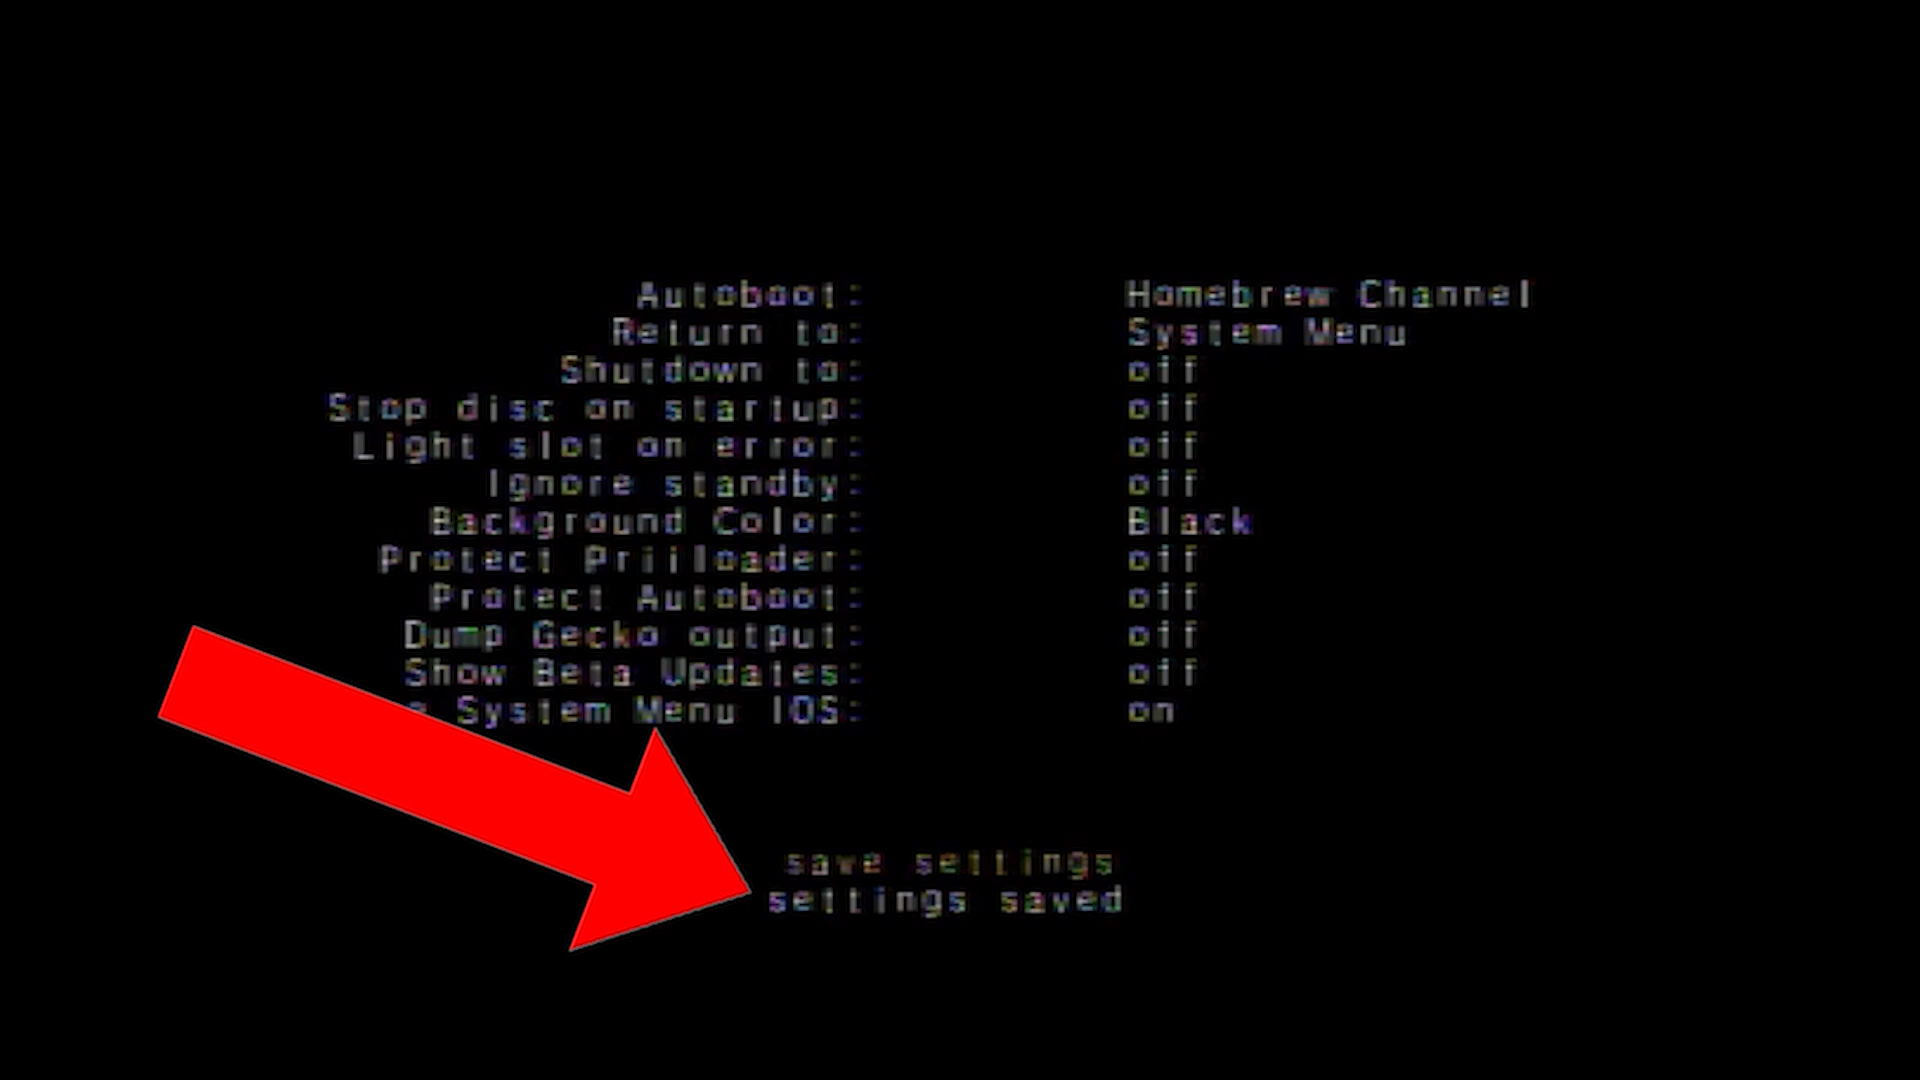 Autoboot: Homebrew Channel
Return to: System Menu
Shutdown to: off
Stop disc on startup: off
Light slot on error: off
Ignore standby: off
Background Color: Black
Protect Priiloader: off
Protect Autoboot: off
Dump Gecko output: off
Show Beta Updates: off
System Menu IOS: on
save settings
settings saved